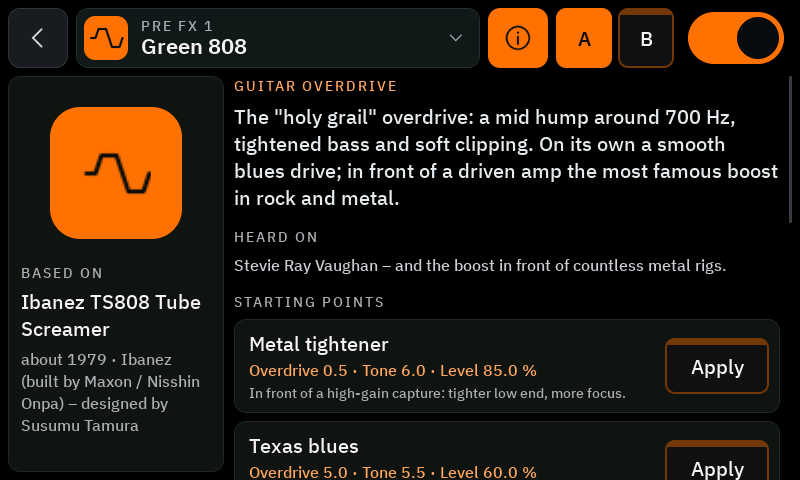 PRE FX 1
Green 808
A
B
BASED ON
Ibanez TS808 Tube
Screamer
about 1979 · Ibanez
(built by Maxon / Nisshin
Onpa) – designed by
Susumu Tamura
GUITAR OVERDRIVE
The "holy grail" overdrive: a mid hump around 700 Hz,
tightened bass and soft clipping. On its own a smooth
blues drive; in front of a driven amp the most famous boost
in rock and metal.
HEARD ON
Stevie Ray Vaughan – and the boost in front of countless metal rigs.
STARTING POINTS
Metal tightener
Overdrive 0.5 · Tone 6.0 · Level 85.0 %
In front of a high-gain capture: tighter low end, more focus.
Apply
Texas blues
Overdrive 5.0 · Tone 5.5 · Level 60.0 %
Apply